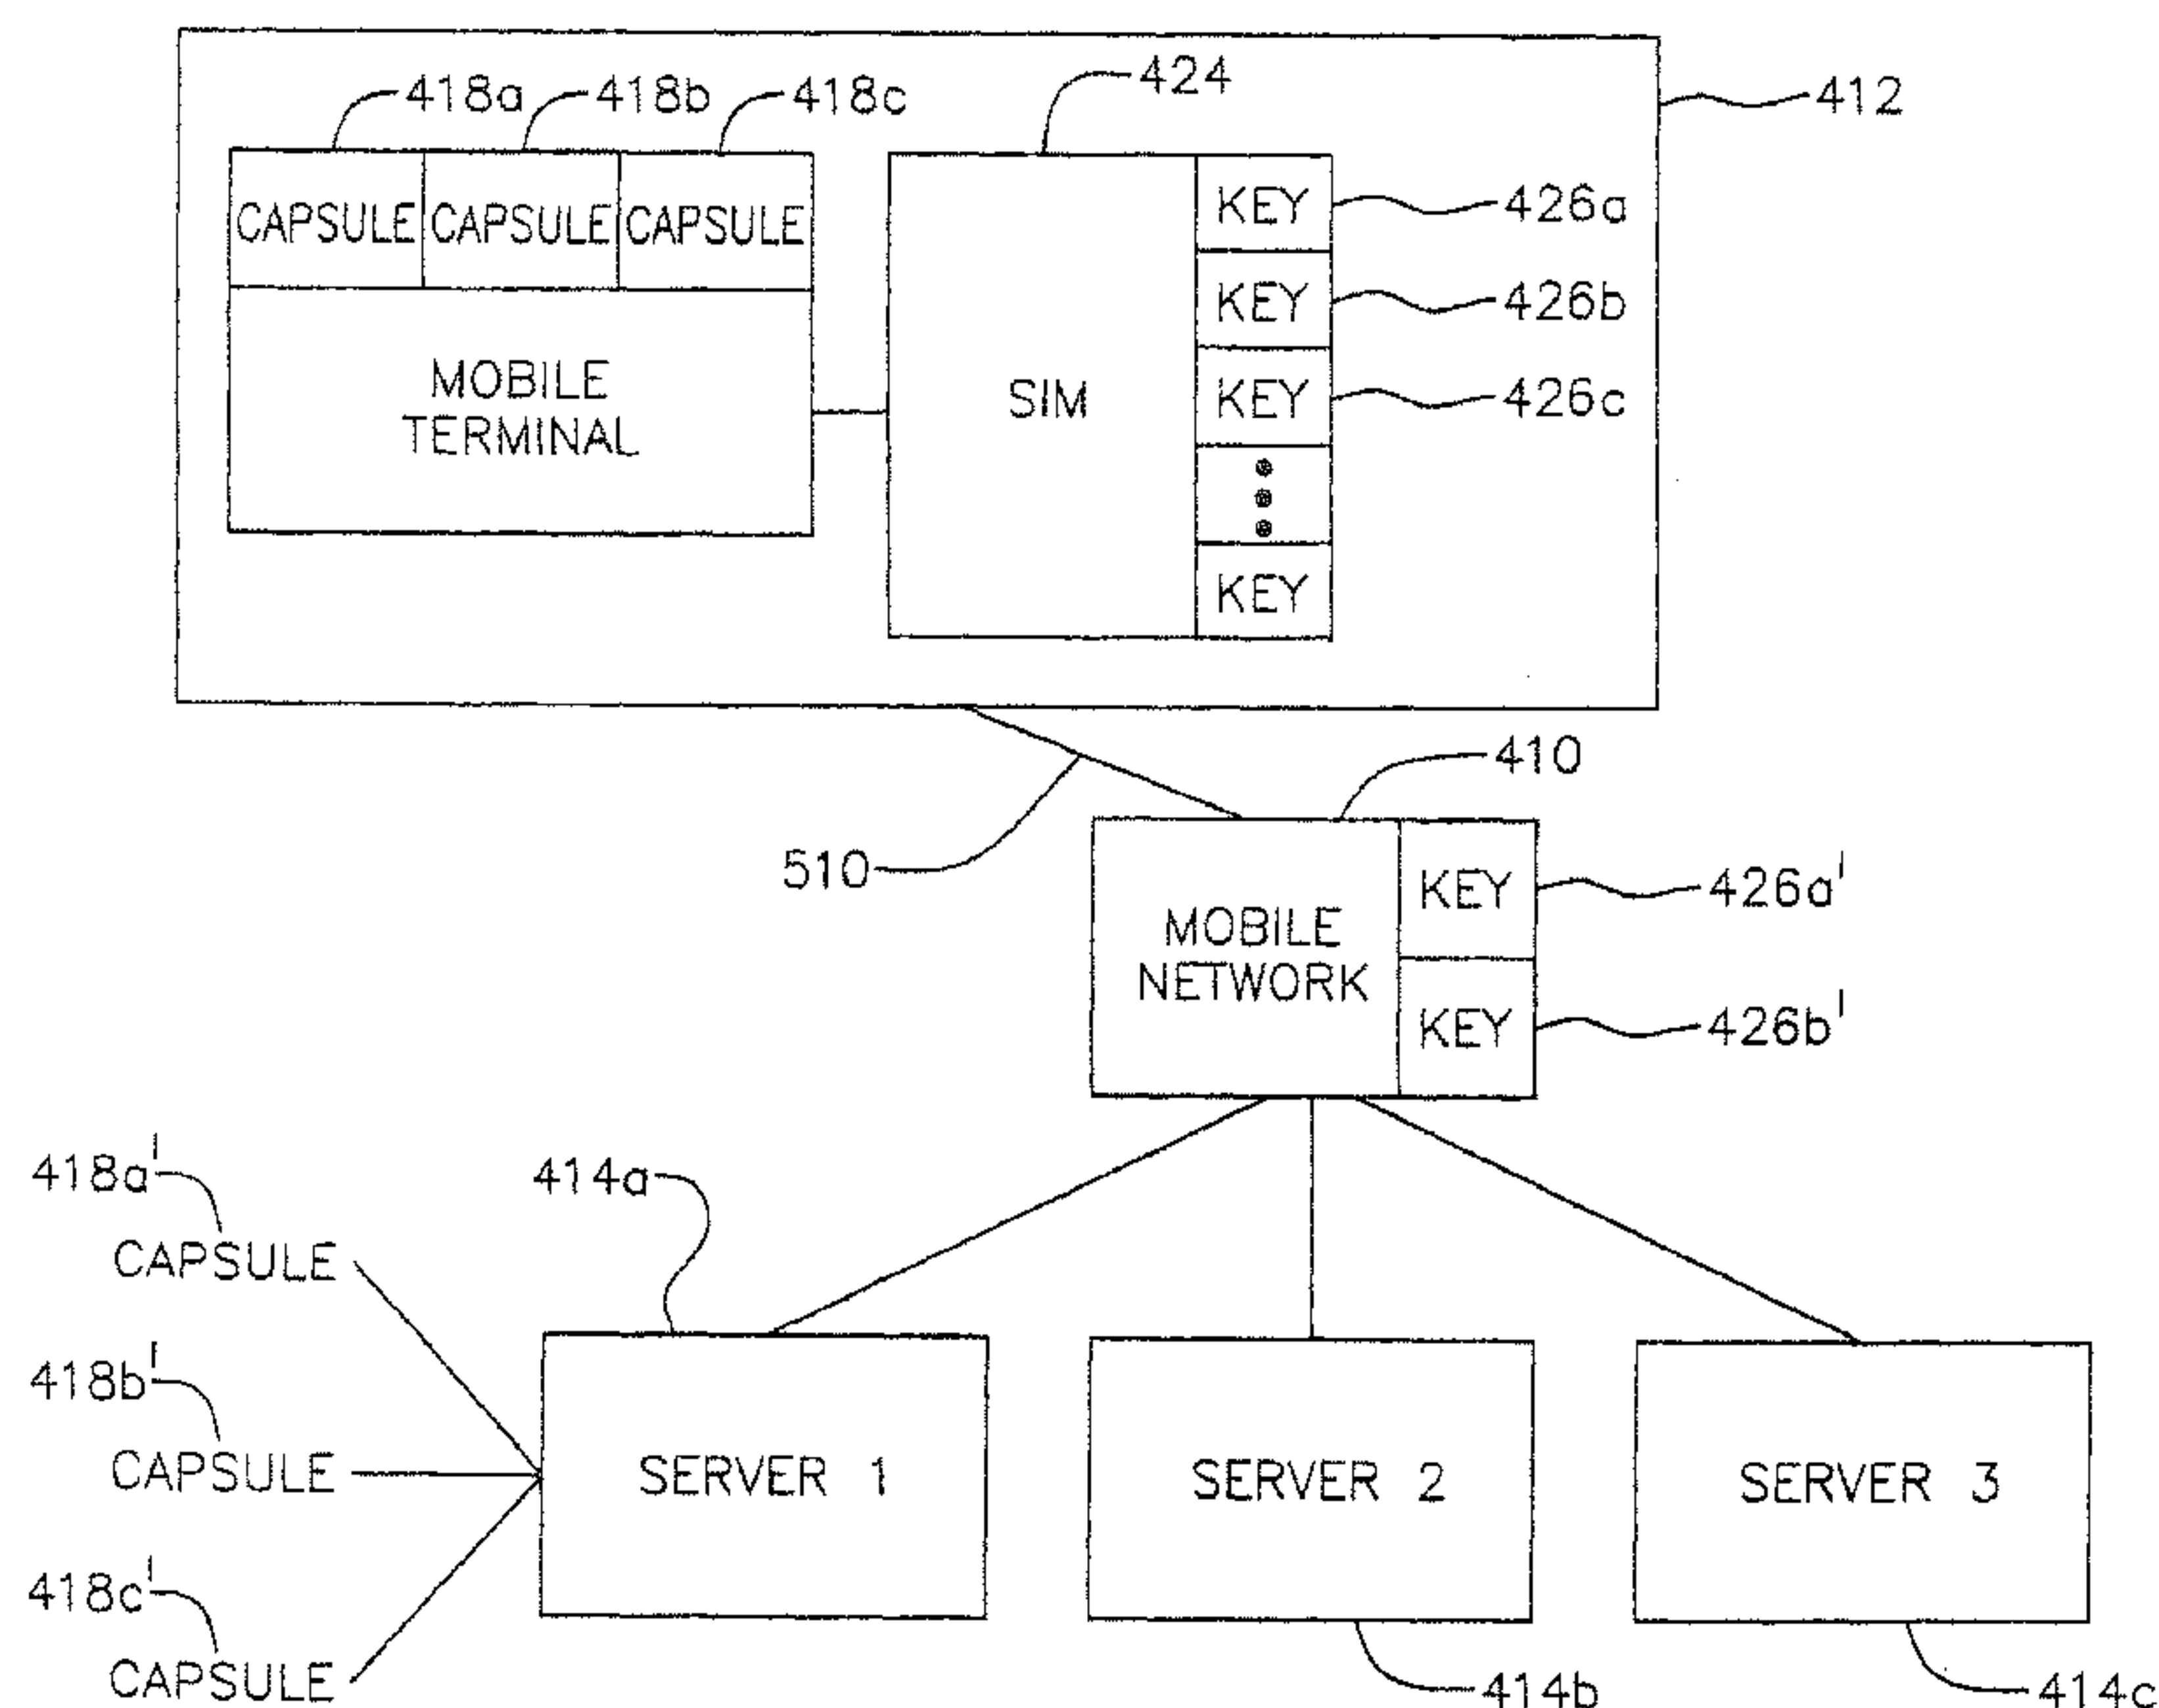 418a 418b 418c 424 412
CAPSULE CAPSULE CAPSULE
KEY 426a
KEY 426b
MOBILE
TERMINAL
SIM
KEY 426c
KEY
510
410
MOBILE
NETWORK
KEY 426a'
KEY 426b'
418a'
CAPSULE
414a
418b'
CAPSULE
SERVER 1
SERVER 2
SERVER 3
418c'
CAPSULE
414b
414c